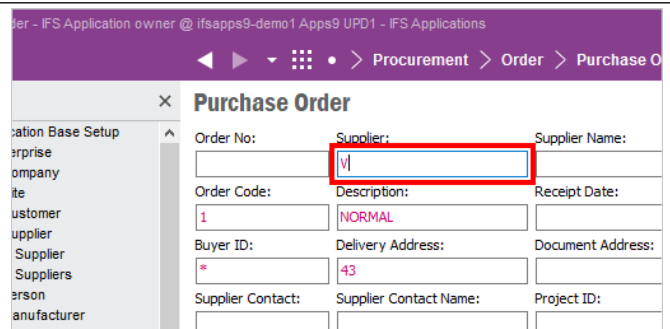 der - IFS Application owner @ ifsapps9-demo1 Apps9 UPD1 - IFS Applications
Procurement > Order > Purchase O
Purchase Order
ication Base Setup
erprise
ompany
ite
ustomer
upplier
Supplier
Suppliers
erson
anufacturer
Order No: Supplier: Supplier Name:
V
Order Code: Description: Receipt Date:
1 NORMAL
Buyer ID: Delivery Address: Document Address:
* 43
Supplier Contact: Supplier Contact Name: Project ID: